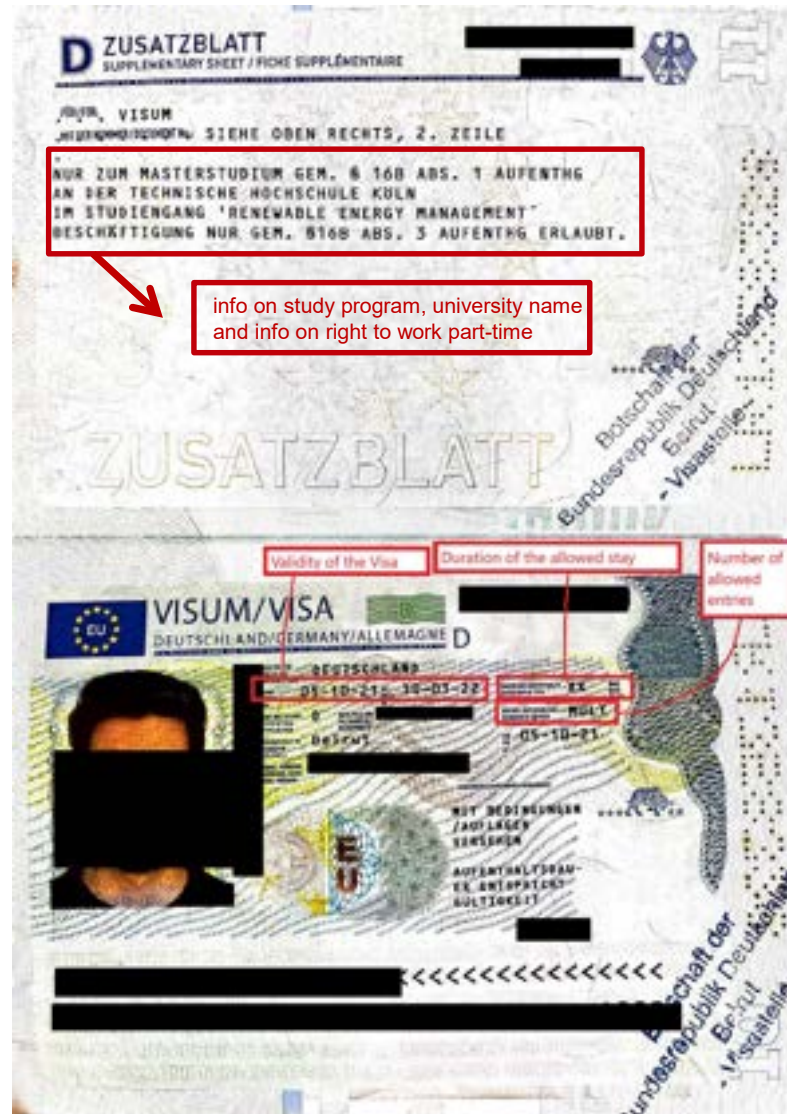 D ZUSATZBLATT
SUPPLEMENTARY SHEET / FICHE SUPPLÉMENTAIRE
VISUM
SIEHE OBEN RECHTS, 2. ZEILE
NUR ZUM MASTERSTUDIUM GEM. § 16B ABS. 1 AUFENTHG
AN DER TECHNISCHE HOCHSCHULE KÖLN
IM STUDIENGANG "RENEWABLE ENERGY MANAGEMENT"
BESCHÄFTIGUNG NUR GEM. §16B ABS. 3 AUFENTHG ERLAUBT.
info on study program, university name
and info on right to work part-time
Botschaft der
Bundesrepublik Deutschland
Beirut
- Visastelle -
ZUSATZBLATT
Validity of the Visa
Duration of the allowed stay
Number of
allowed
entries
EU
VISUM/VISA
DEUTSCHLAND/GERMANY/ALLEMAGNE D
DEUTSCHLAND
05-10-21 30-03-22 XX
D MULT
Beirut 05-10-21
MIT BEDINGUNGEN
/AUFLAGEN
VERSEHEN
AUFENTHALTSDAU-
ER ENTSPRICHT
GÜLTIGKEIT
EU
<<<<<<<<<<<<<<<<
Botschaft der
Bundesrepublik Deutschland
Beirut
- Visastelle